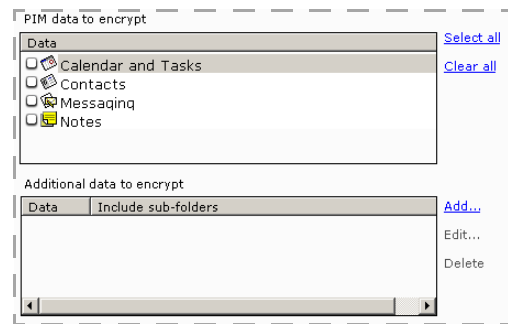 PIM data to encrypt
Data
Select all
Calendar and Tasks
Clear all
Contacts
Messaging
Notes
Additional data to encrypt
Data Include sub-folders
Add...
Edit...
Delete